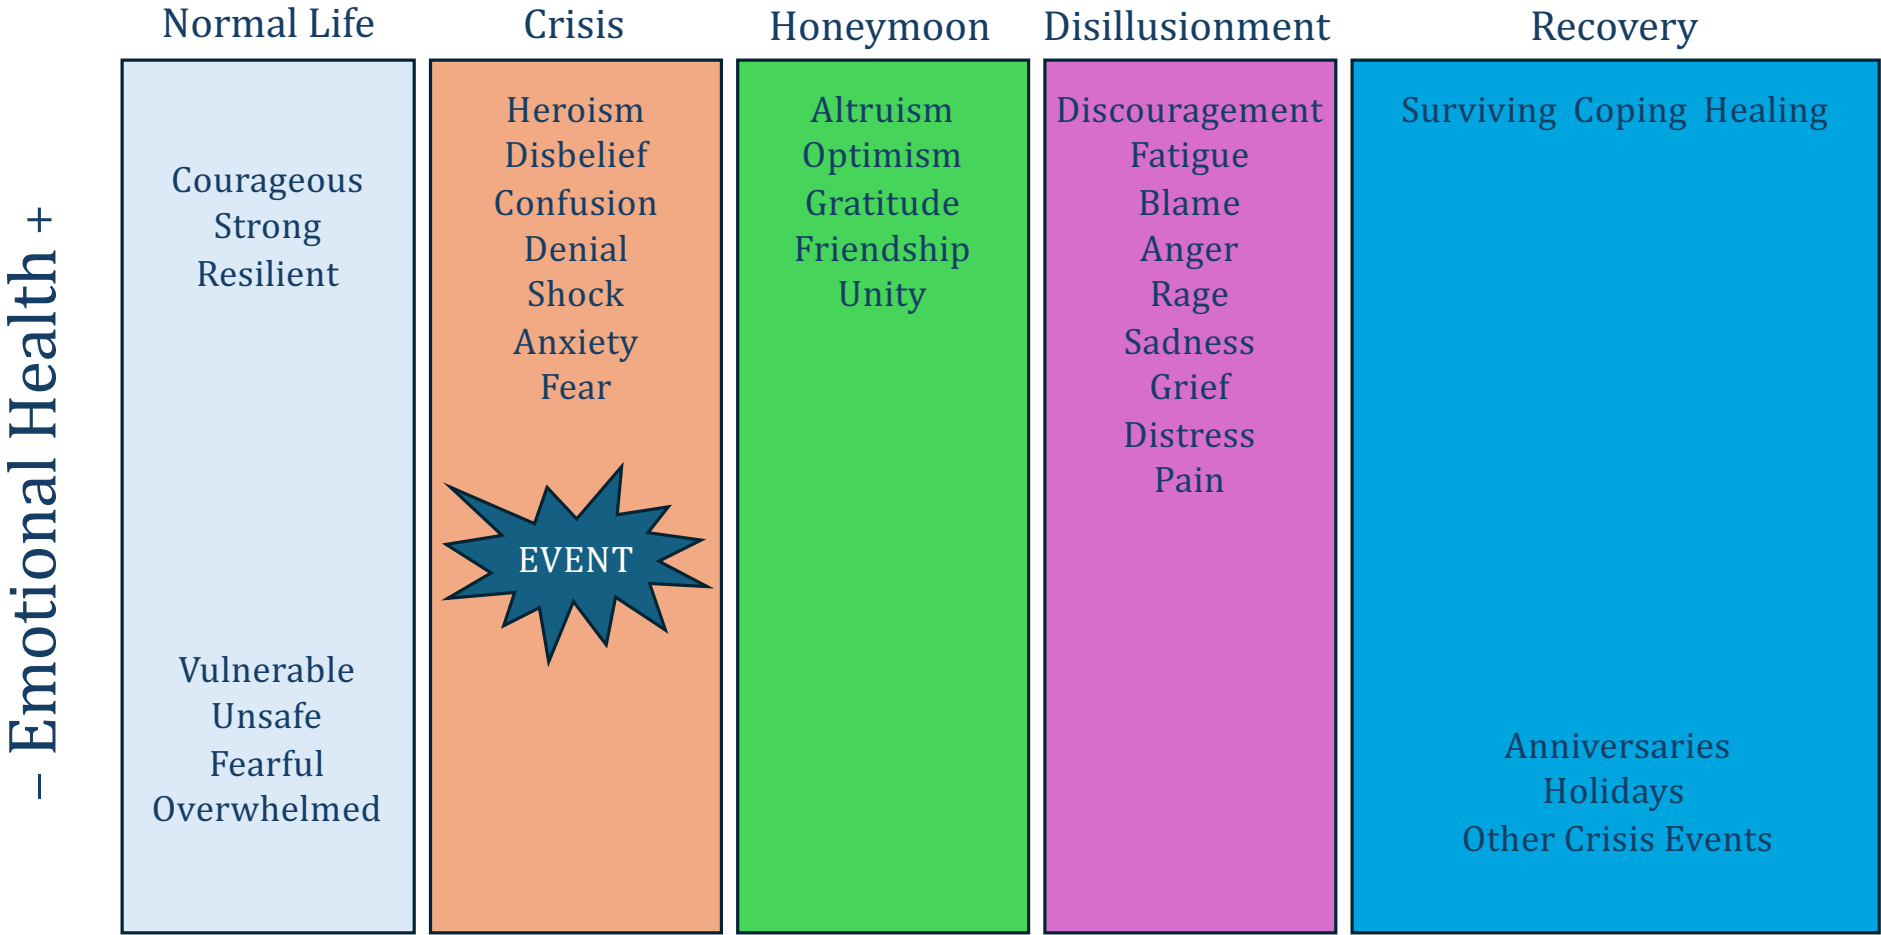 Normal Life
Crisis
Honeymoon
Disillusionment
Recovery
– Emotional Health +
Courageous
Strong
Resilient
Vulnerable
Unsafe
Fearful
Overwhelmed
Heroism
Disbelief
Confusion
Denial
Shock
Anxiety
Fear
EVENT
Altruism
Optimism
Gratitude
Friendship
Unity
Discouragement
Fatigue
Blame
Anger
Rage
Sadness
Grief
Distress
Pain
Surviving Coping Healing
Anniversaries
Holidays
Other Crisis Events